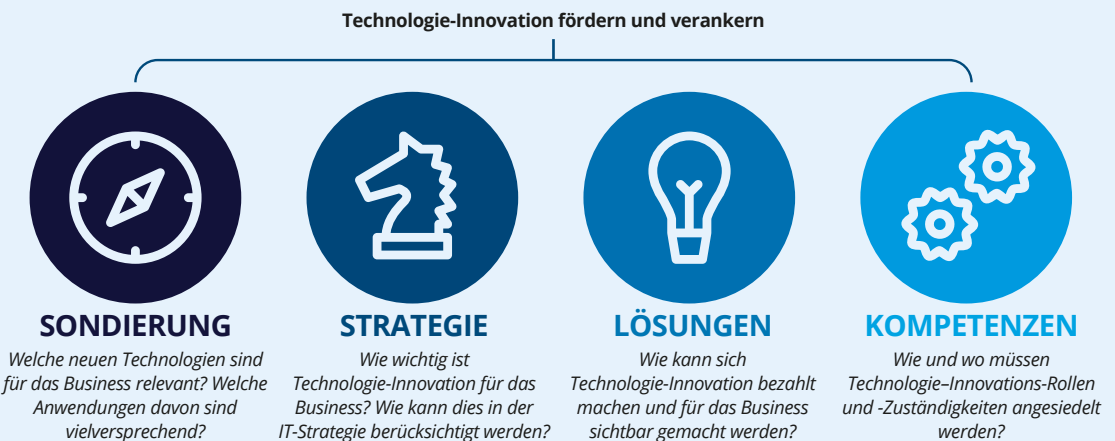 Technologie-Innovation fördern und verankern
SONDIERUNG
Welche neuen Technologien sind
für das Business relevant? Welche
Anwendungen davon sind
vielversprechend?
STRATEGIE
Wie wichtig ist
Technologie-Innovation für das
Business? Wie kann dies in der
IT-Strategie berücksichtigt werden?
LÖSUNGEN
Wie kann sich
Technologie-Innovation bezahlt
machen und für das Business
sichtbar gemacht werden?
KOMPETENZEN
Wie und wo müssen
Technologie–Innovations-Rollen
und -Zuständigkeiten angesiedelt
werden?